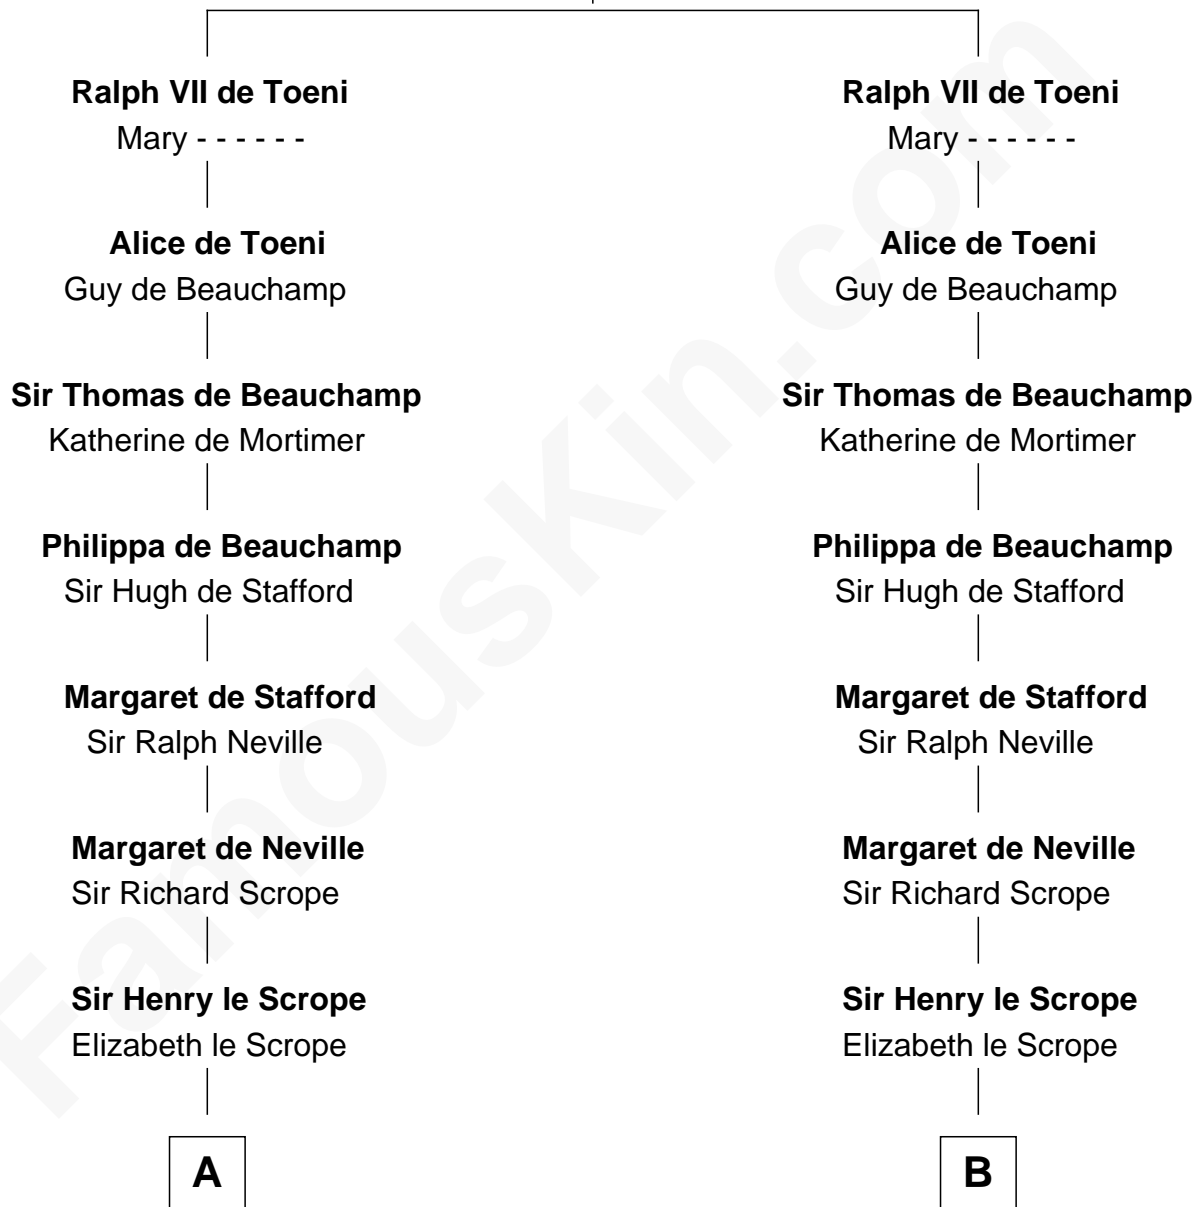 Ralph VII de Toeni
Mary - - - - - -
Alice de Toeni
Guy de Beauchamp
Sir Thomas de Beauchamp
Katherine de Mortimer
Philippa de Beauchamp
Sir Hugh de Stafford
Margaret de Stafford
Sir Ralph Neville
Margaret de Neville
Sir Richard Scrope
Sir Henry le Scrope
Elizabeth le Scrope
A
Ralph VII de Toeni
Mary - - - - - -
Alice de Toeni
Guy de Beauchamp
Sir Thomas de Beauchamp
Katherine de Mortimer
Philippa de Beauchamp
Sir Hugh de Stafford
Margaret de Stafford
Sir Ralph Neville
Margaret de Neville
Sir Richard Scrope
Sir Henry le Scrope
Elizabeth le Scrope
B
FamousKin.com